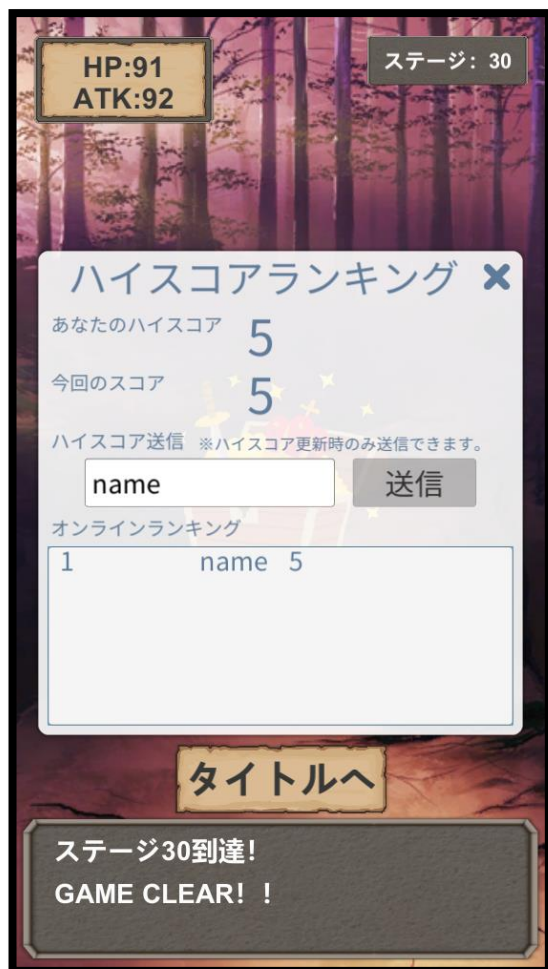 HP:91
ATK:92
ステージ: 30
ハイスコアランキング ×
あなたのハイスコア 5
今回のスコア 5
ハイスコア送信 ※ハイスコア更新時のみ送信できます。
name 送信
オンラインランキング
1 name 5
タイトルへ
ステージ30到達!
GAME CLEAR!!